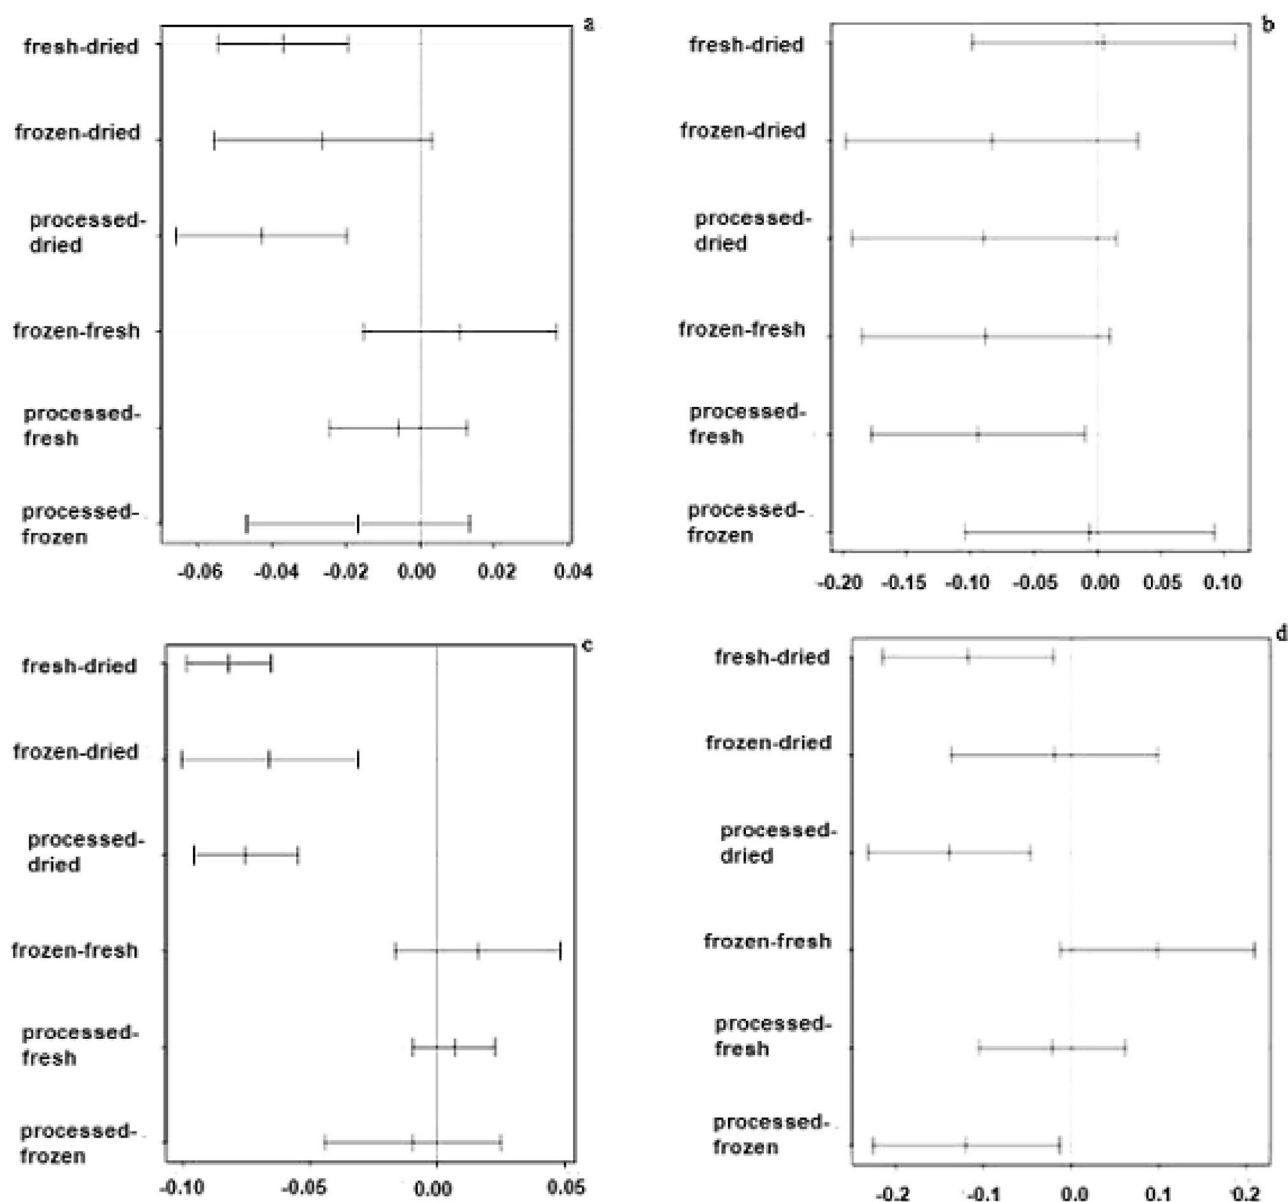 a
fresh-dried
frozen-dried
processed-
dried
frozen-fresh
processed-
fresh
processed-
frozen
-0.06 -0.04 -0.02 0.00 0.02 0.04
b
fresh-dried
frozen-dried
processed-
dried
frozen-fresh
processed-
fresh
processed-
frozen
-0.20 -0.15 -0.10 -0.05 0.00 0.05 0.10
c
fresh-dried
frozen-dried
processed-
dried
frozen-fresh
processed-
fresh
processed-
frozen
-0.10 -0.05 0.00 0.05
d
fresh-dried
frozen-dried
processed-
dried
frozen-fresh
processed-
fresh
processed-
frozen
-0.2 -0.1 0.0 0.1 0.2